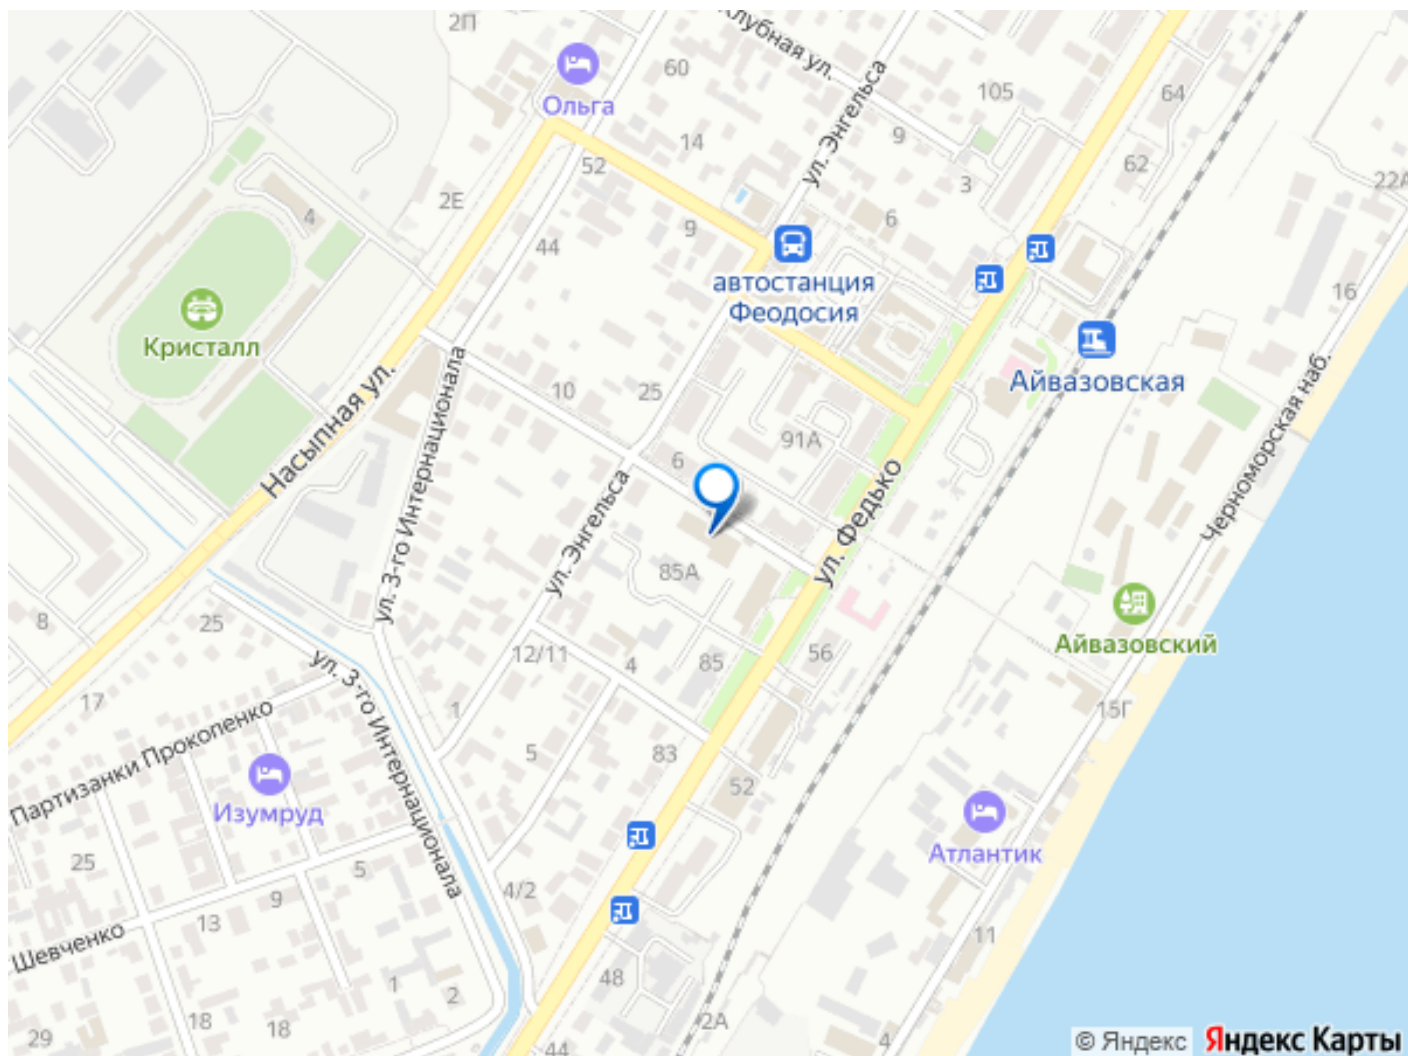 2П
Клубная ул.
60
Ольга
ул. Энгельса
105
64
14
9
62
52
3
22А
2Е
4
9
6
44
автостанция
Феодосия
16
Кристалл
Айвазовская
Насыпная ул.
ул. 3-го Интернационала
10
25
Черноморская наб.
91А
6
ул. Федько
ул. Энгельса
85А
Айвазовский
8
25
56
12/11
4
85
ул. 3-го Интернационала
17
1
15Г
Партизанки Прокопенко
5
83
52
Изумруд
Атлантик
25
5
4/2
9
13
11
Шевченко
48
1
2
2А
18
18
29
44
© Яндекс Яндекс Карты